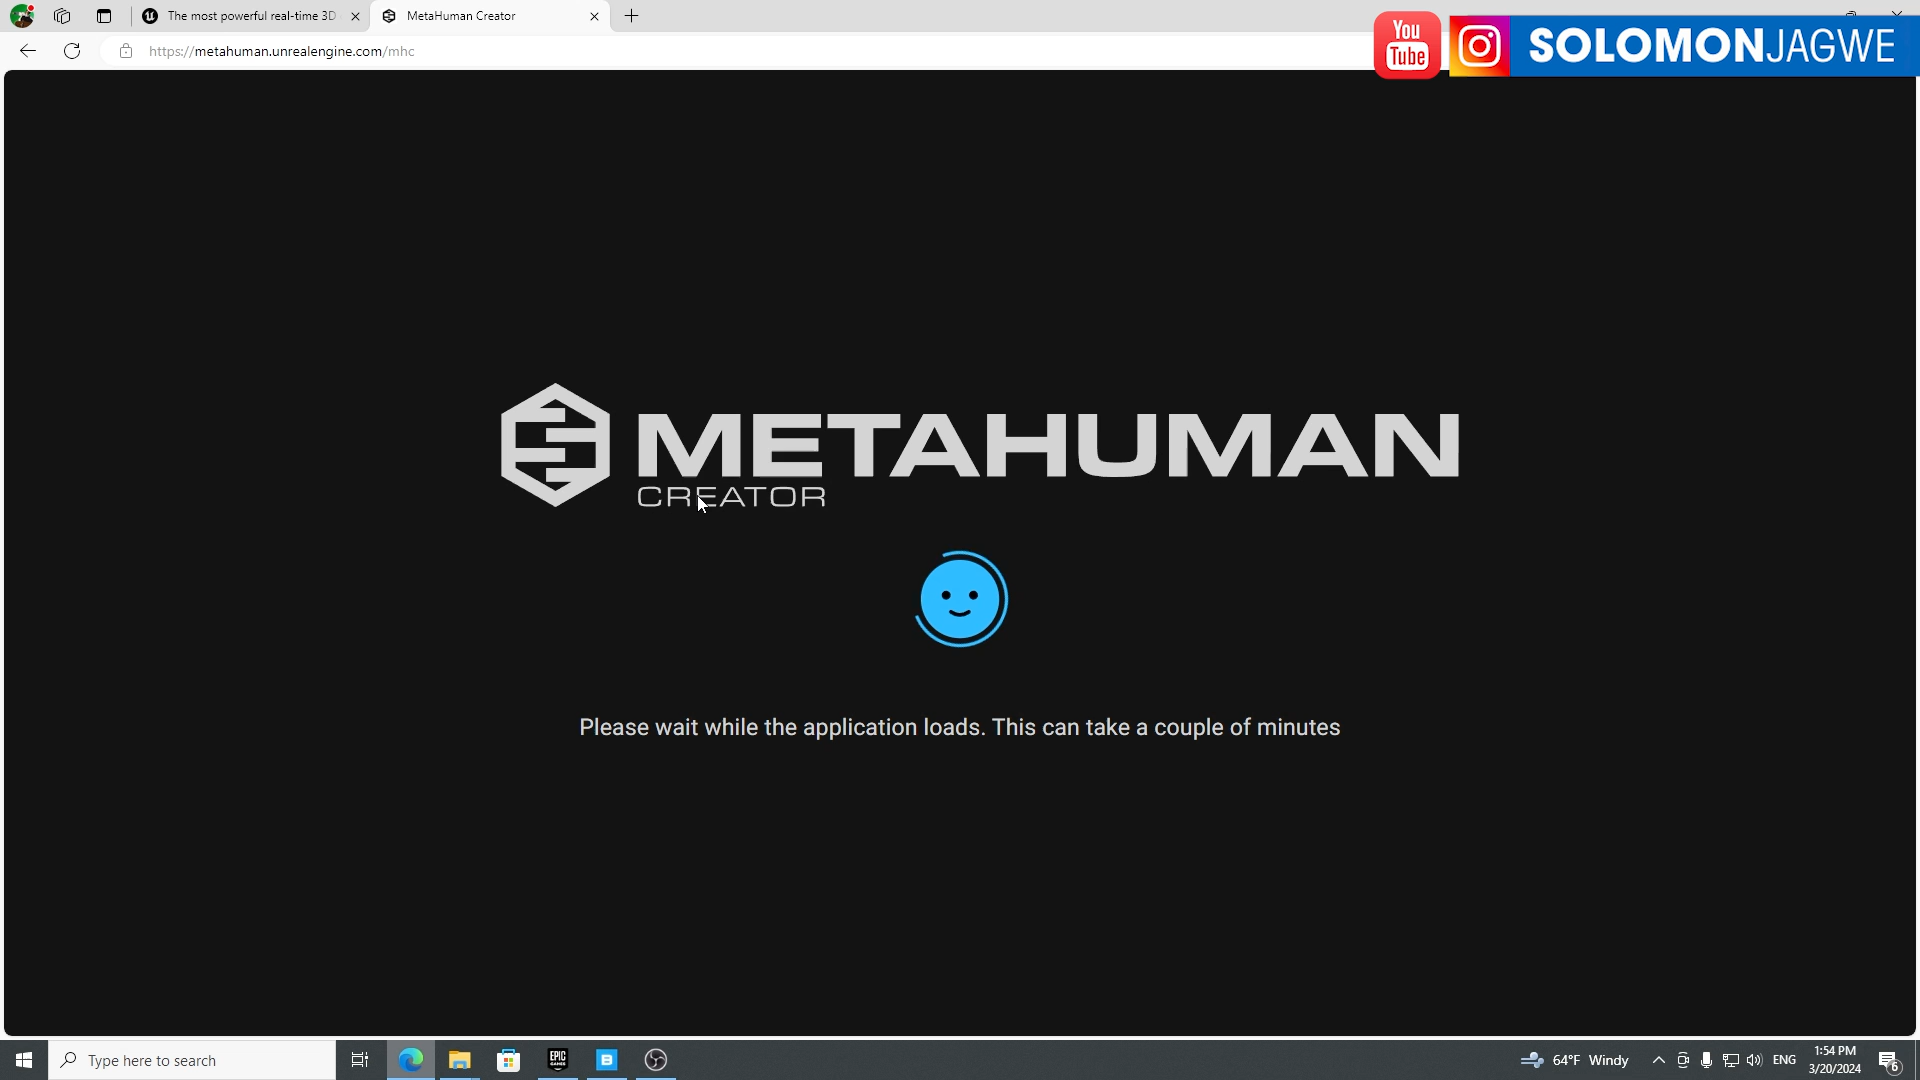 The most powerful real-time 3D
MetaHuman Creator
https://metahuman.unrealengine.com/mhc
You
Tube
SOLOMONJAGWE
METAHUMAN
CREATOR
Please wait while the application loads. This can take a couple of minutes
Type here to search
EPIC
GAMES
B
64°F Windy
ENG
1:54 PM
3/20/2024
6